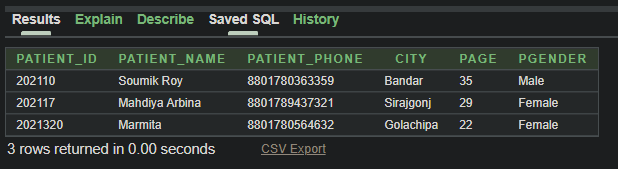 Results Explain Describe Saved SQL History
PATIENT_ID PATIENT_NAME PATIENT_PHONE CITY PAGE PGENDER
202110 Soumik Roy 8801780363359 Bandar 35 Male
202117 Mahdiya Arbina 8801789437321 Sirajgonj 29 Female
2021320 Marmita 8801780564632 Golachipa 22 Female
3 rows returned in 0.00 seconds CSV Export